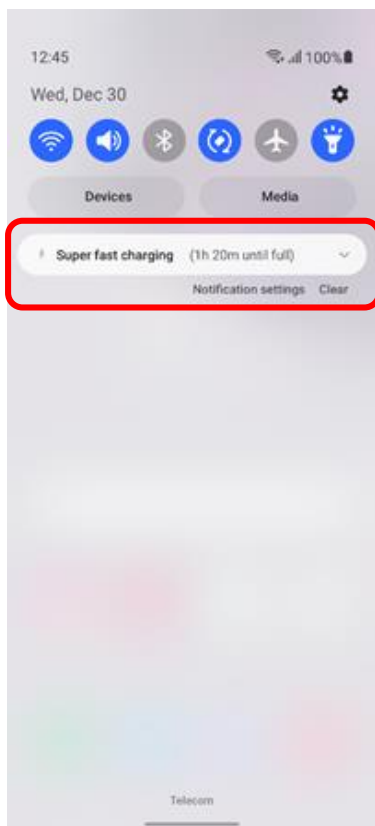 12:45 100%
Wed, Dec 30
Devices Media
Super fast charging (1h 20m until full)
Notification settings Clear
Telecom